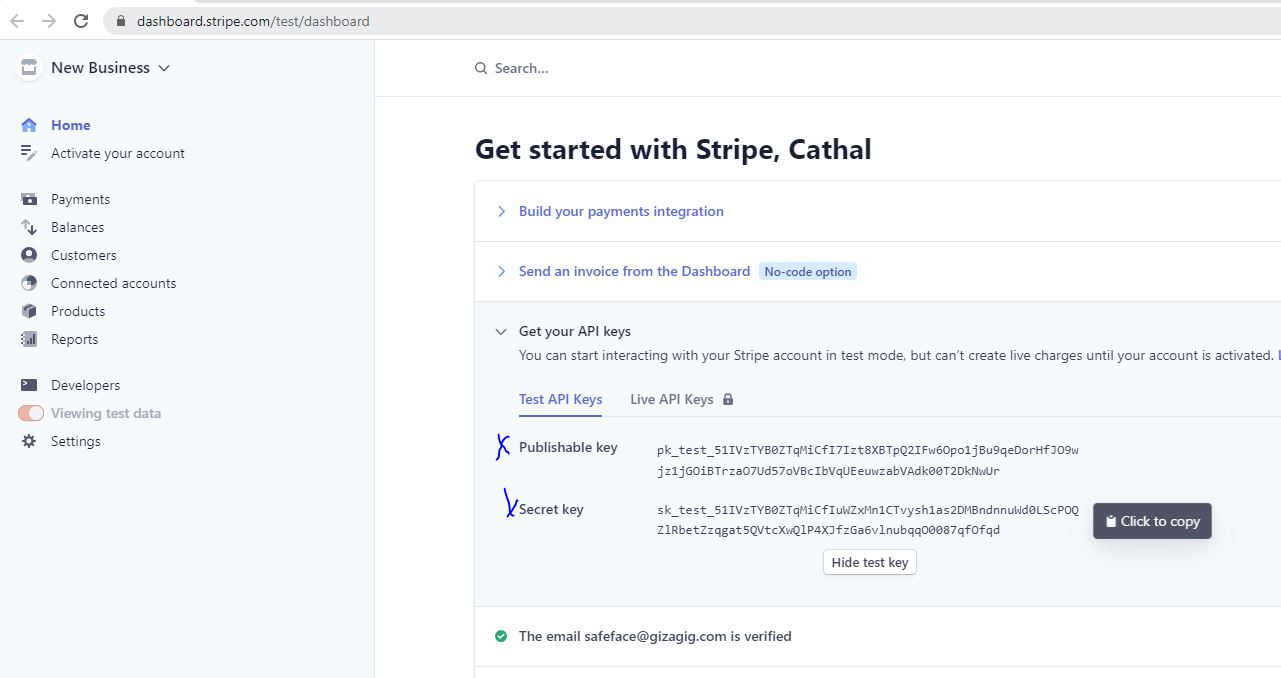 dashboard.stripe.com/test/dashboard
New Business
Search...
Home
Activate your account
Payments
Balances
Customers
Connected accounts
Products
Reports
Developers
Viewing test data
Settings
Get started with Stripe, Cathal
Build your payments integration
Send an invoice from the Dashboard No-code option
Get your API keys
You can start interacting with your Stripe account in test mode, but can’t create live charges until your account is activated.
Test API Keys Live API Keys
Publishable key pk_test_51IVzTYB0ZTqMiCfI7Izt8XBTpQ2IFw6Opo1jBu9qeDorHfJO9w
jz1jGOiBTrzaO7Ud57oVBcIbVqUEeuwzabVAdk00T2DkNwUr
Secret key sk_test_51IVzTYB0ZTqMiCfIuWZxMn1CTvysh1as2DMBndnnuWd0LScPOQ
ZlRbetZzqgat5QVtcXwQlP4XJfzGa6vlnubqqO0087qfOfqd
Click to copy
Hide test key
The email safeface@gizagig.com is verified